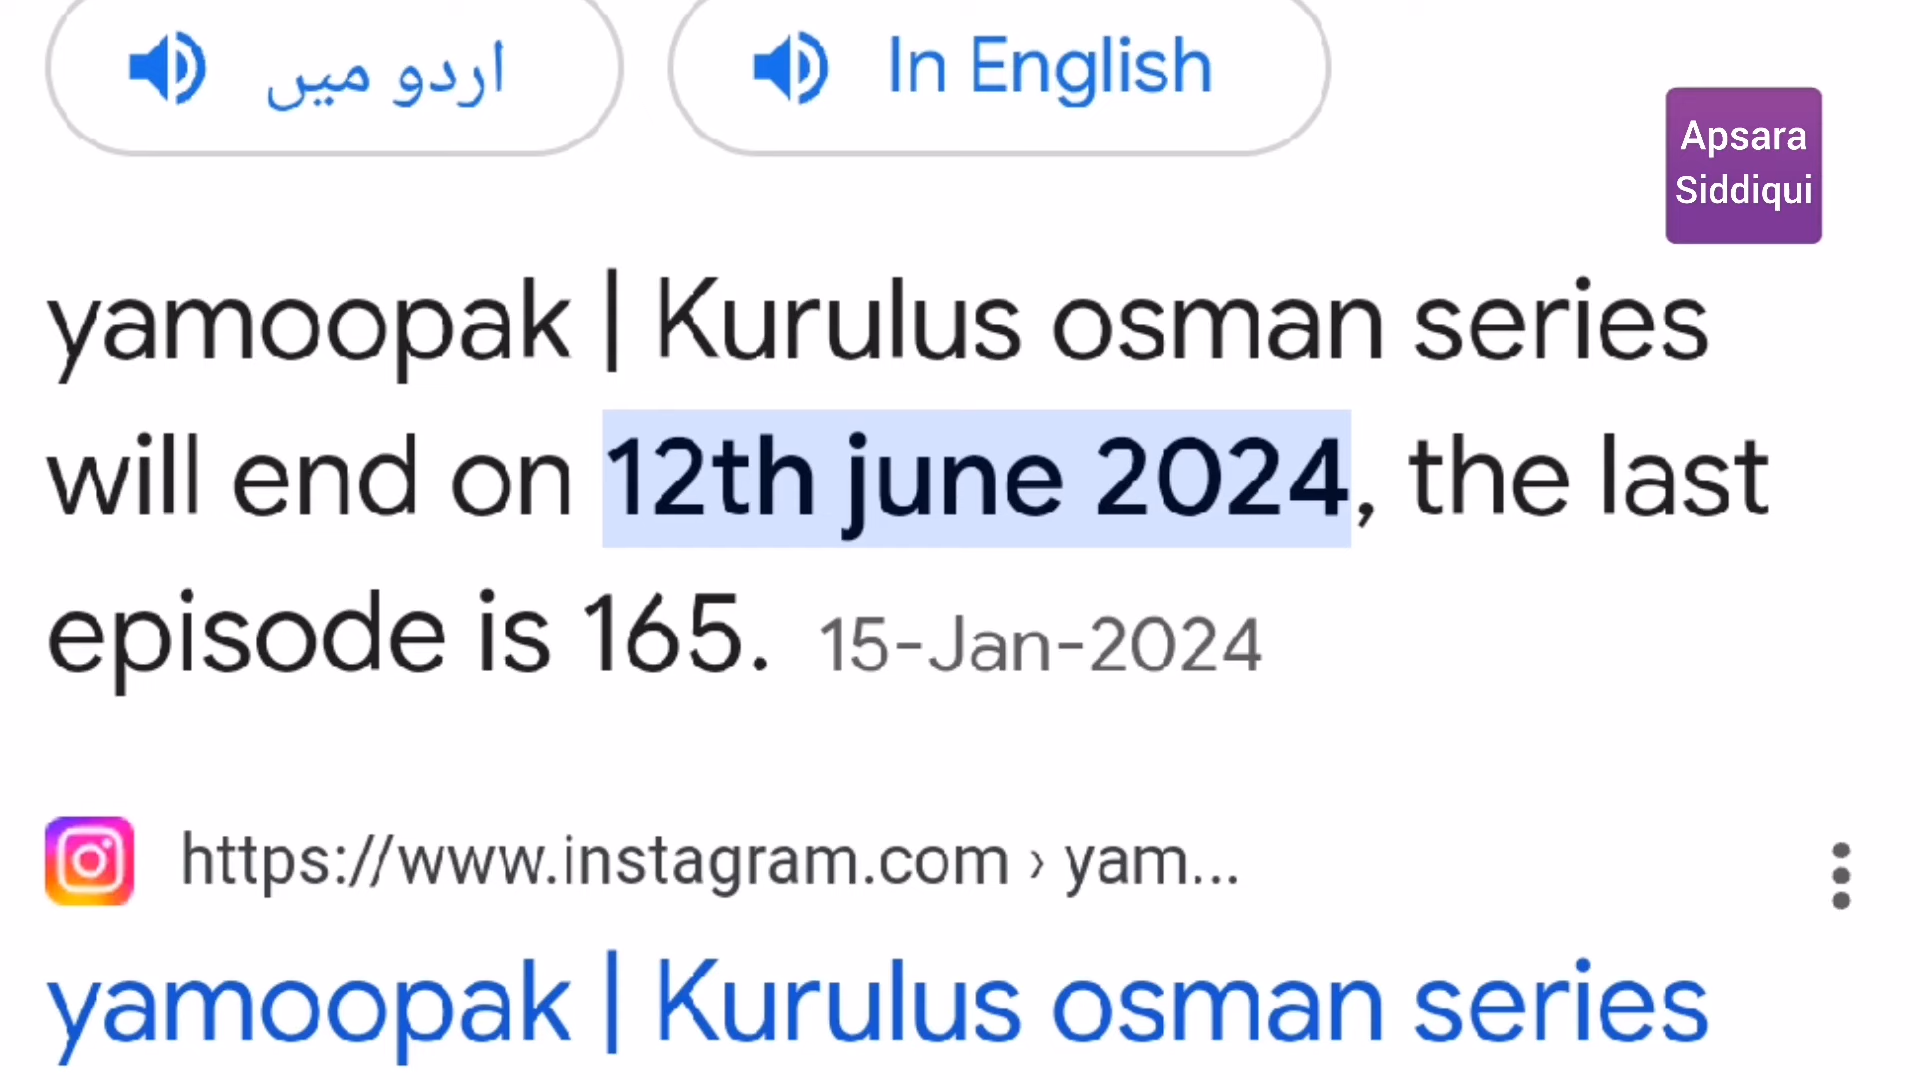 اردو میں
In English
Apsara
Siddiqui
yamoopak | Kurulus osman series
will end on 12th june 2024, the last
episode is 165. 15-Jan-2024
https://www.instagram.com › yam...
yamoopak | Kurulus osman series